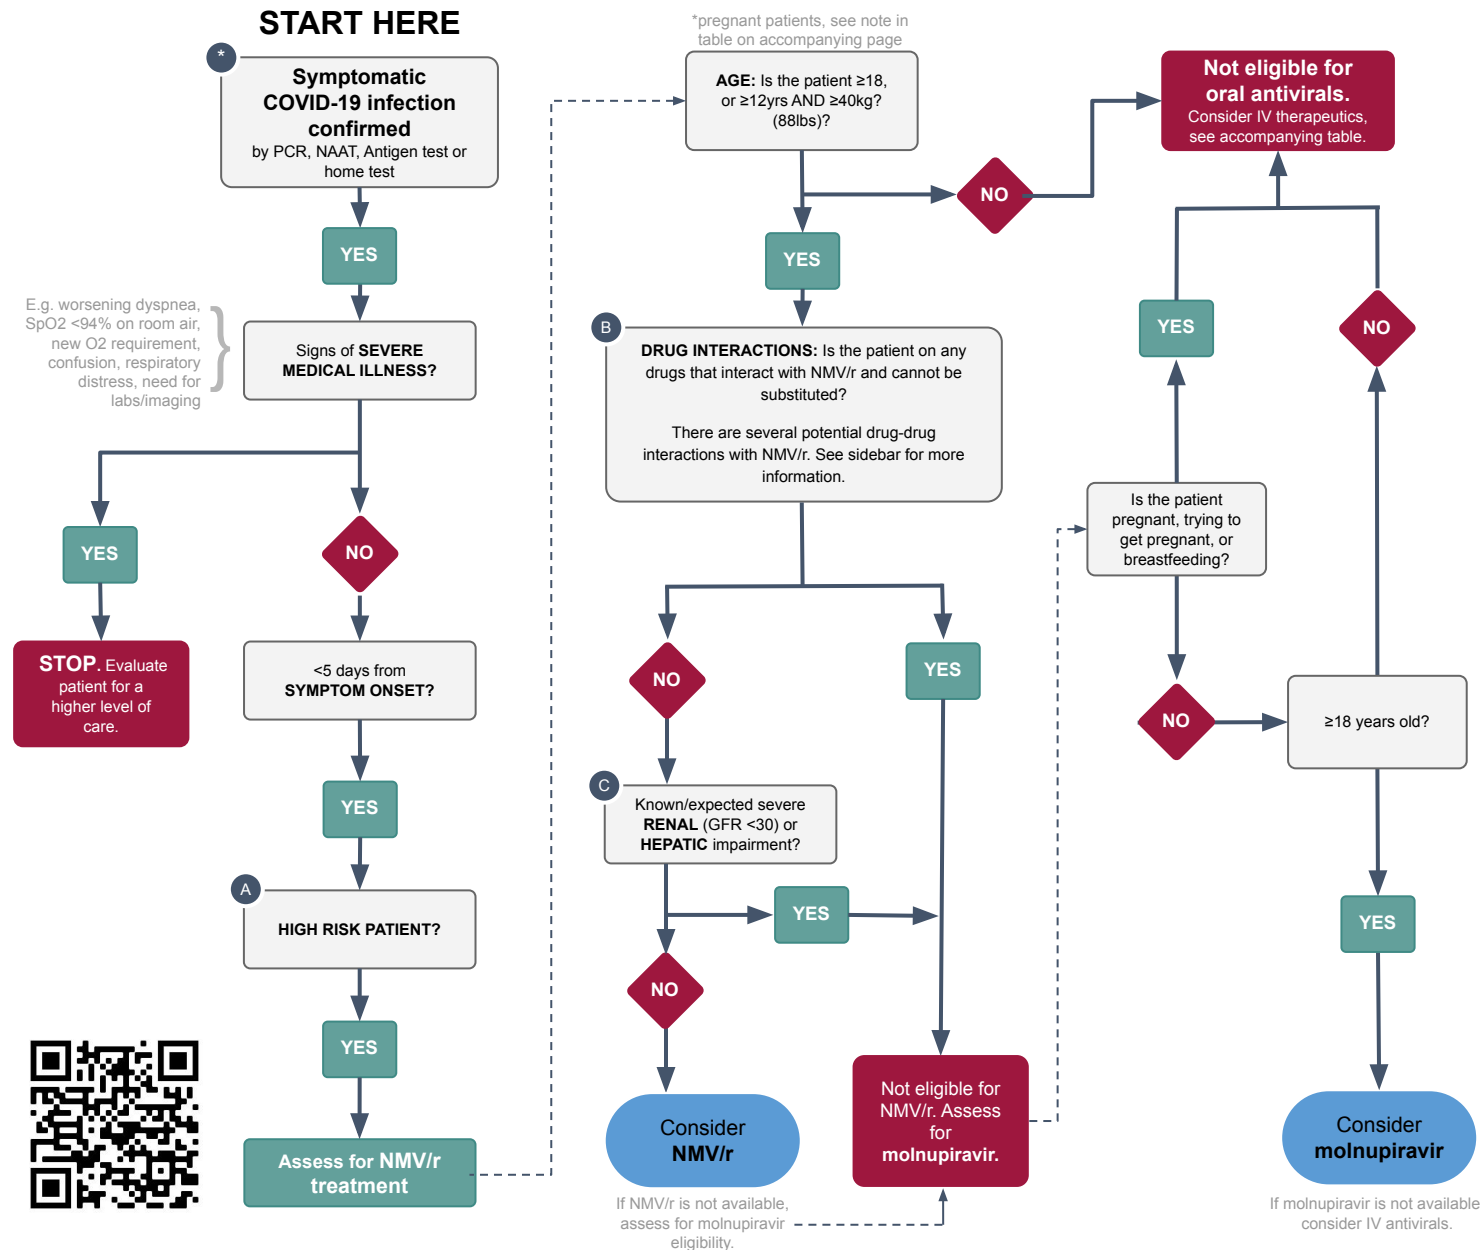 START HERE
*
Symptomatic
COVID-19 infection
confirmed
by PCR, NAAT, Antigen test or
home test
YES
E.g. worsening dyspnea,
SpO2 <94% on room air,
new O2 requirement,
confusion, respiratory
distress, need for
labs/imaging
Signs of SEVERE
MEDICAL ILLNESS?
YES
NO
STOP. Evaluate
patient for a
higher level of
care.
<5 days from
SYMPTOM ONSET?
YES
A
HIGH RISK PATIENT?
YES
Assess for NMV/r
treatment
*pregnant patients, see note in
table on accompanying page
AGE: Is the patient ≥18,
or ≥12yrs AND ≥40kg?
(88lbs)?
NO
YES
B
DRUG INTERACTIONS: Is the patient on any
drugs that interact with NMV/r and cannot be
substituted?
There are several potential drug-drug
interactions with NMV/r. See sidebar for more
information.
NO
YES
C
Known/expected severe
RENAL (GFR <30) or
HEPATIC impairment?
YES
NO
Consider
NMV/r
If NMV/r is not available,
assess for molnupiravir
eligibility.
Not eligible for
NMV/r. Assess
for
molnupiravir.
Not eligible for
oral antivirals.
Consider IV therapeutics,
see accompanying table.
YES
NO
Is the patient
pregnant, trying to
get pregnant, or
breastfeeding?
NO
≥18 years old?
YES
Consider
molnupiravir
If molnupiravir is not available
consider IV antivirals.